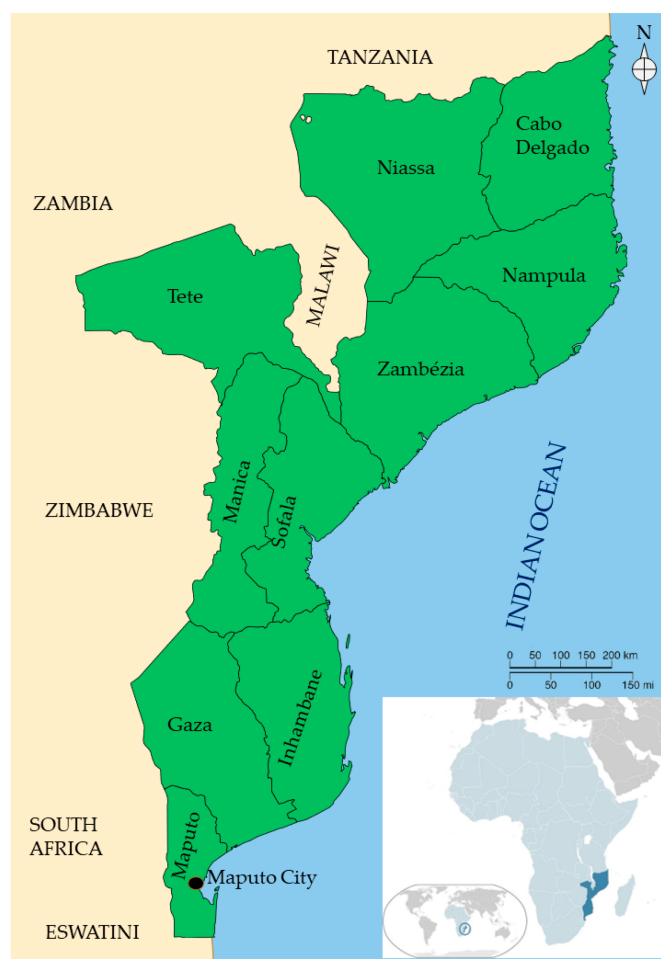 TANZANIA
N
Cabo
Delgado
Niassa
ZAMBIA
MALAWI
Nampula
Tete
Zambézia
Manica
Sofala
ZIMBABWE
INDIAN OCEAN
0 50 100 150 200 km
0 50 100 150 mi
Gaza
Inhambane
SOUTH
AFRICA
Maputo
Maputo City
ESWATINI